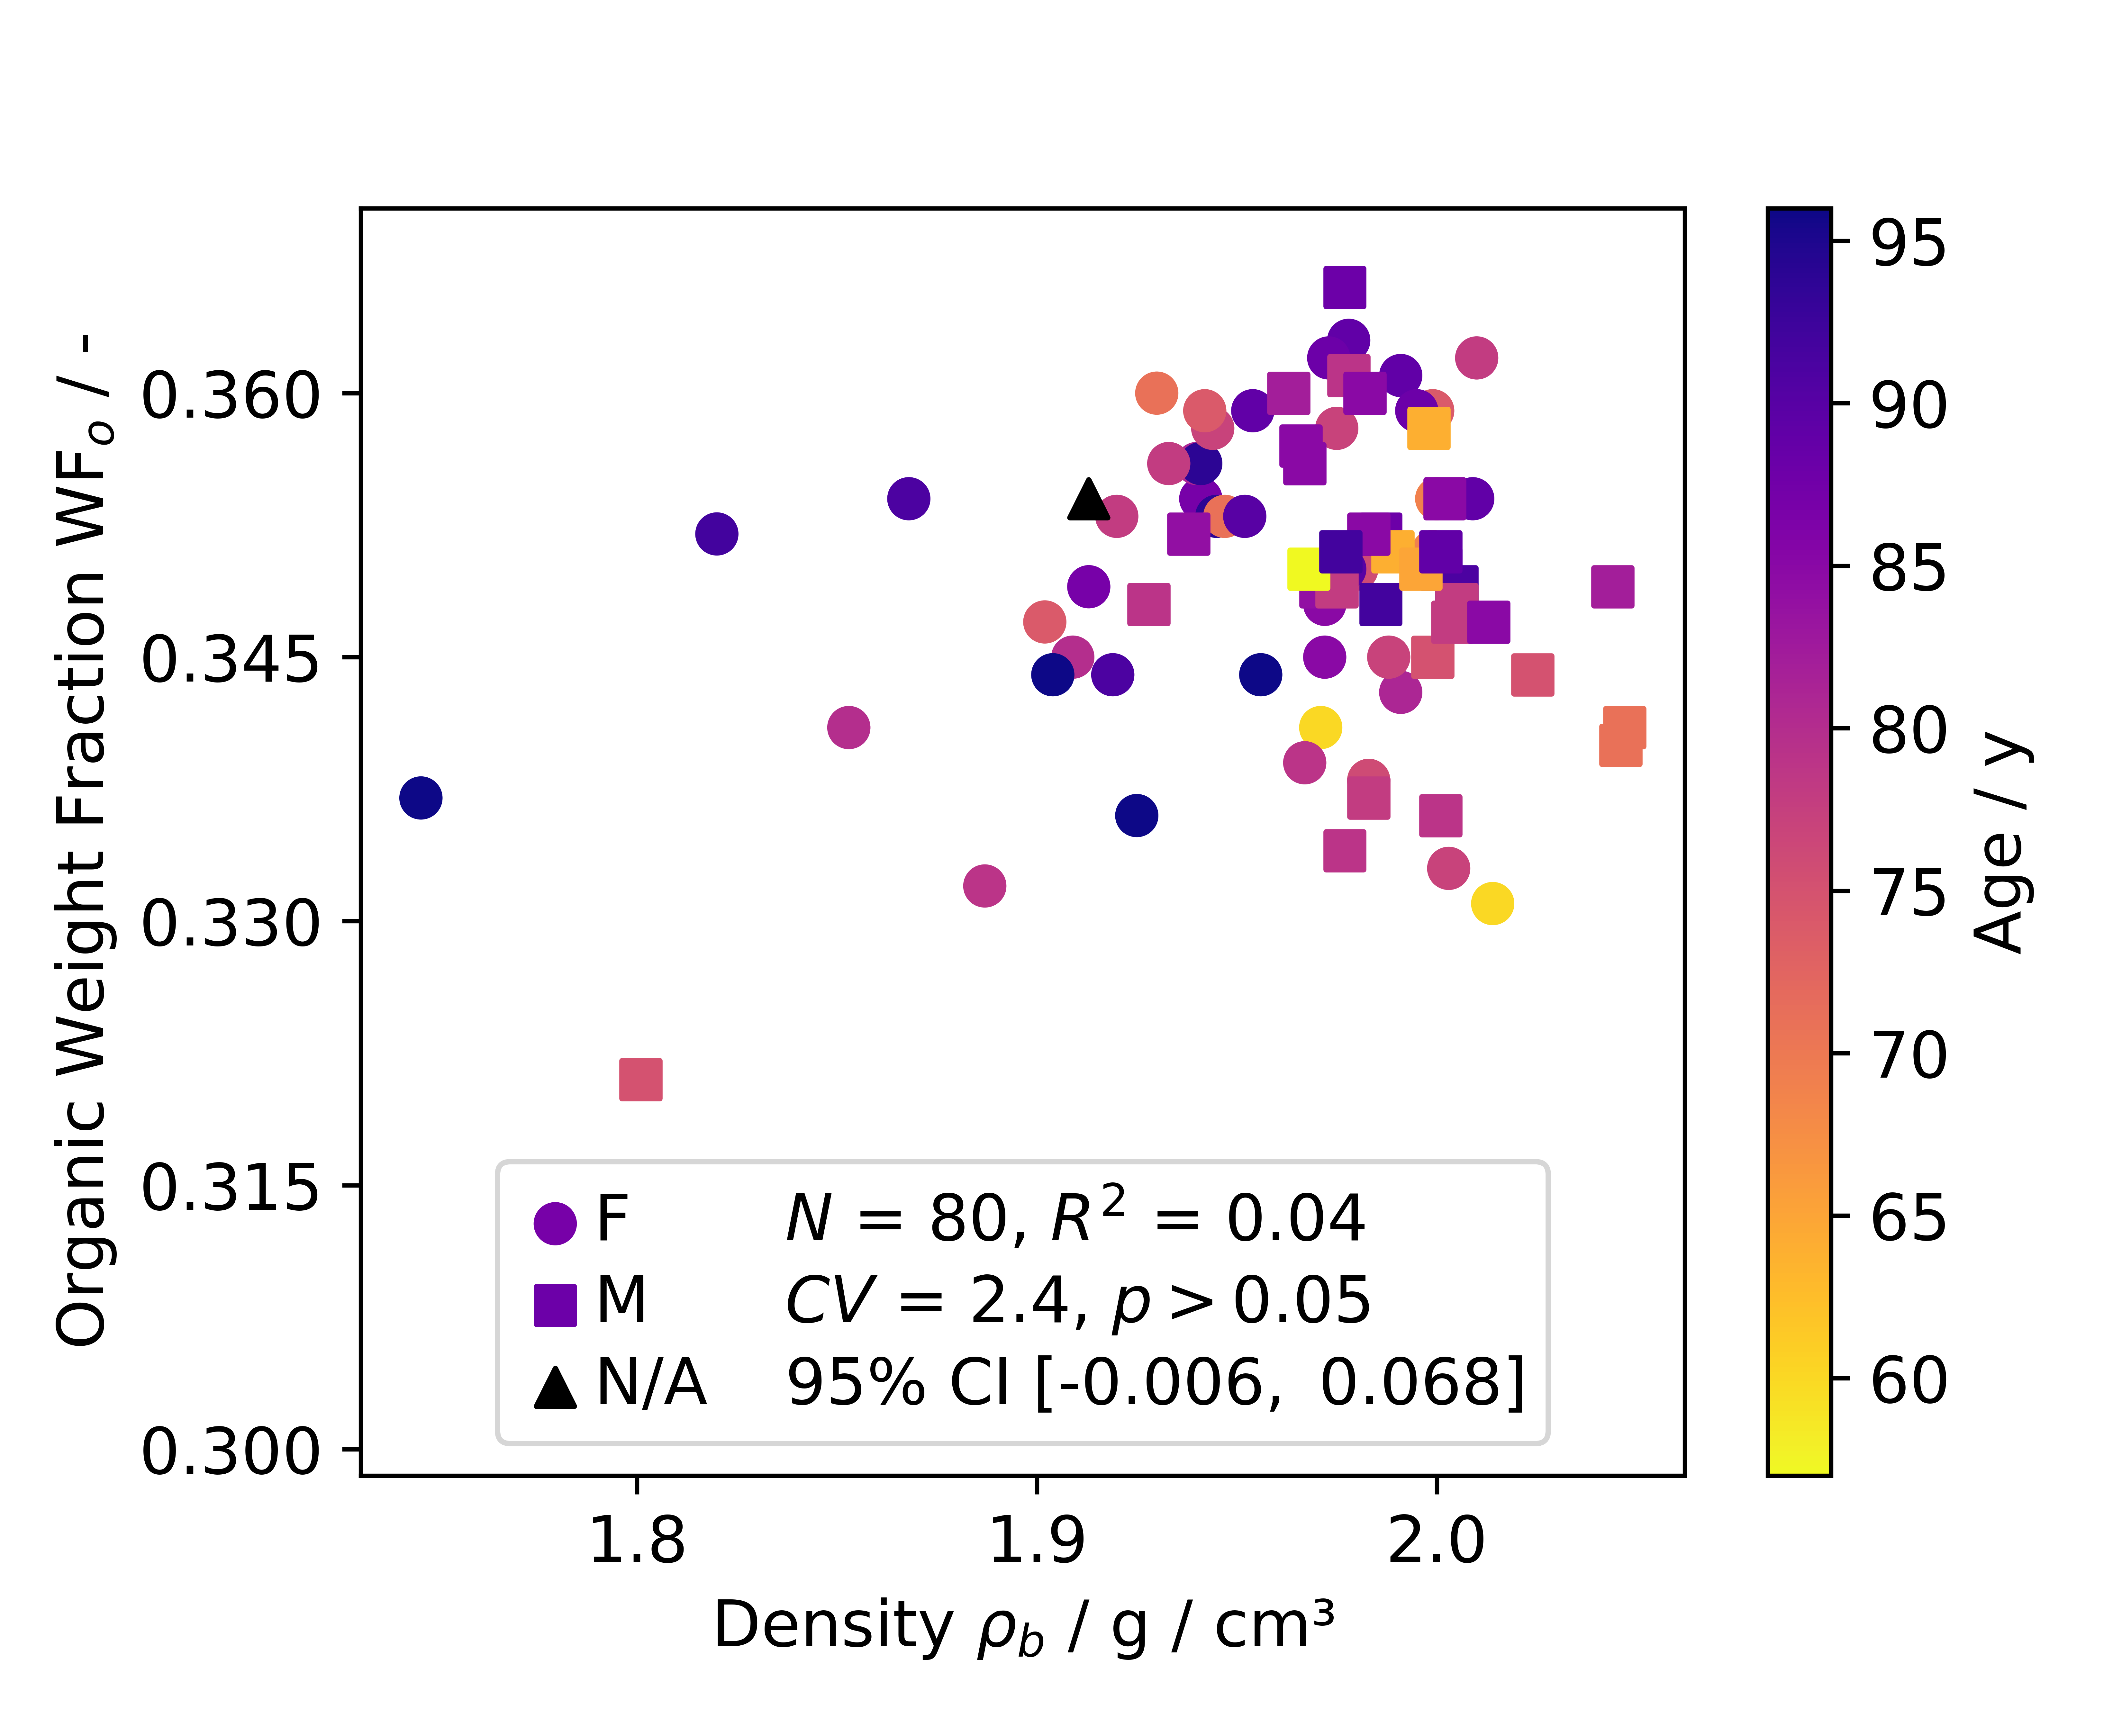 Organic Weight Fraction WFₒ / -
0.360
0.345
0.330
0.315
0.300
F
M
N/A
N = 80, R² = 0.04
CV = 2.4, p > 0.05
95% CI [-0.006, 0.068]
1.8 1.9 2.0
Density ρ_b / g / cm³
95
90
85
80
75
70
65
60
Age / y